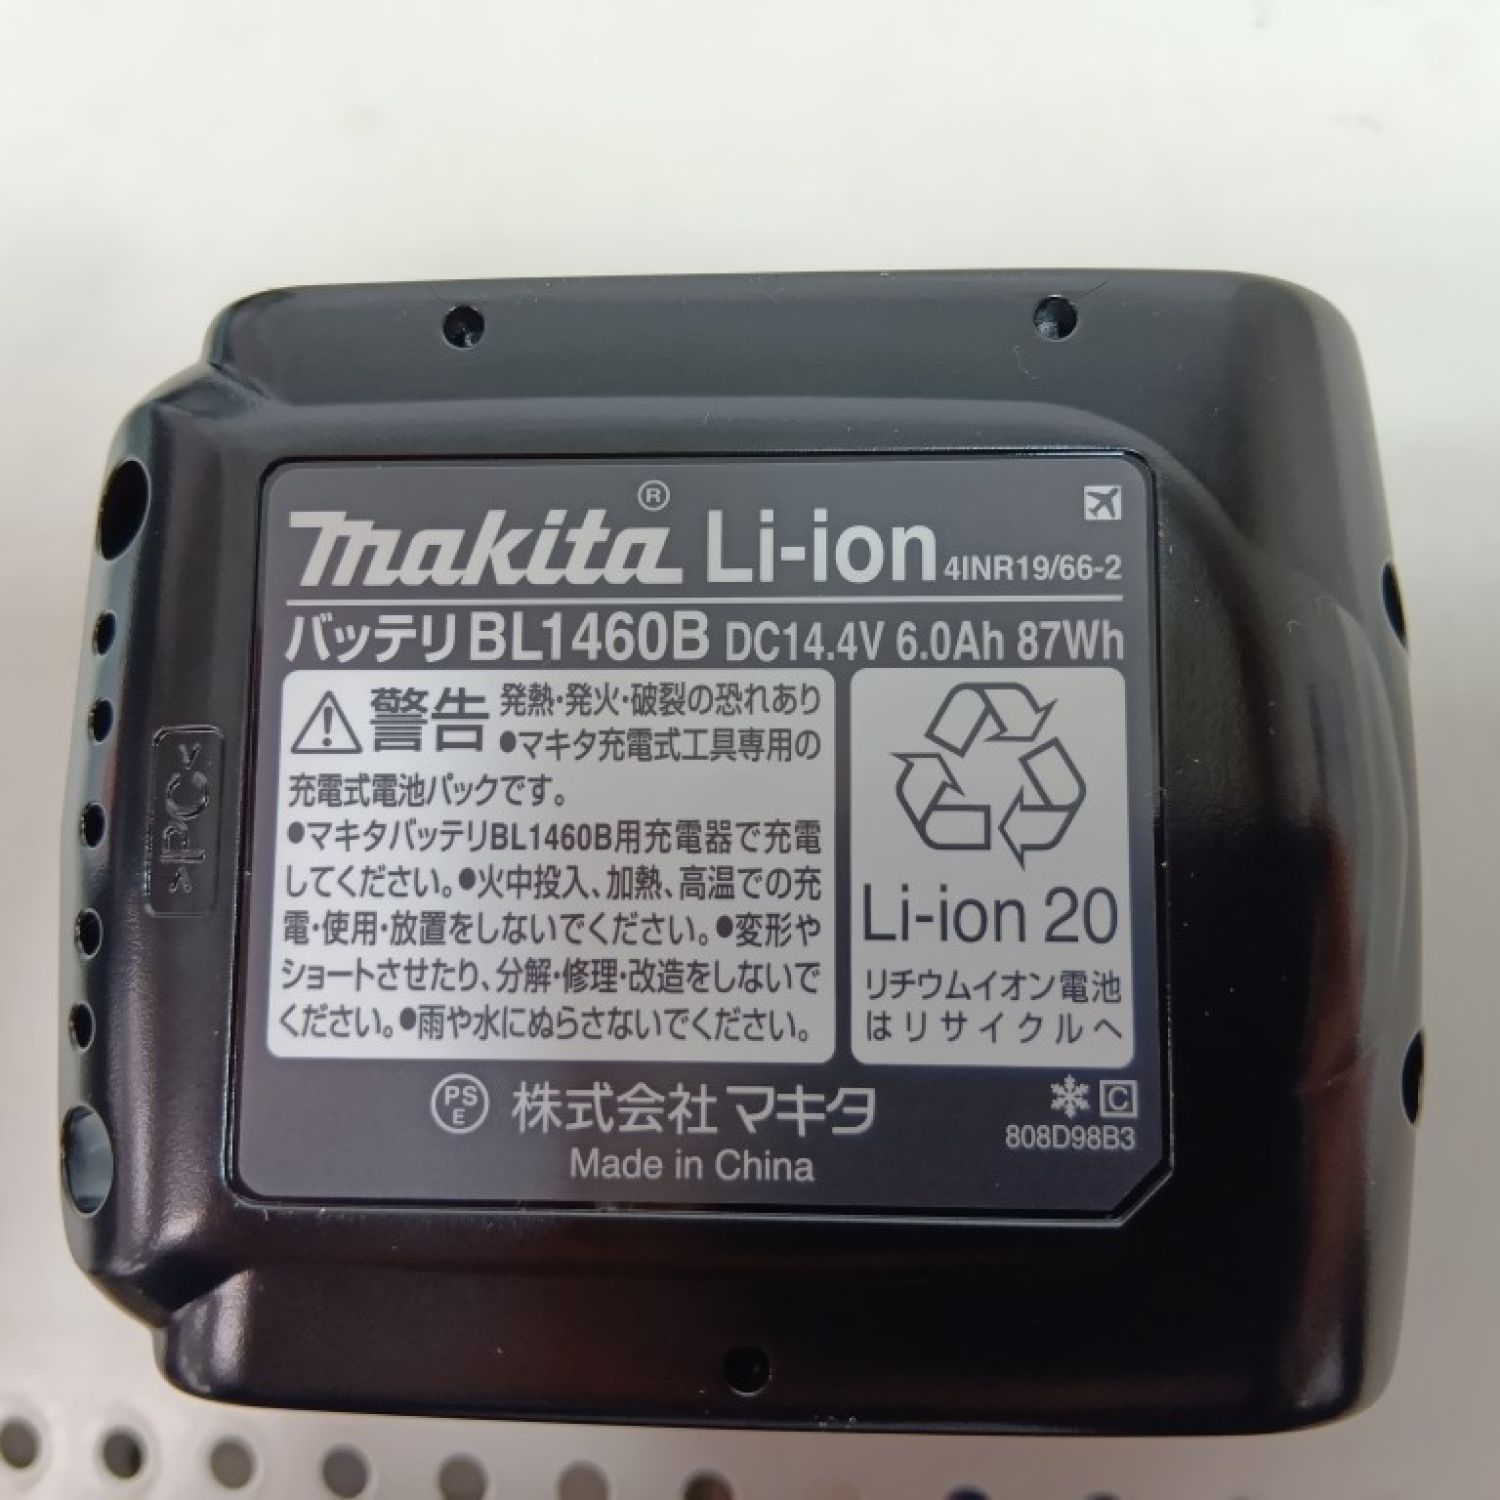 makita® Li-ion 4INR19/66-2
バッテリ BL1460B DC14.4V 6.0Ah 87Wh
警告 発熱・発火・破裂の恐れあり
●マキタ充電式工具専用の
充電式電池パックです。
●マキタバッテリBL1460B用充電器で充電
してください。●火中投入、加熱、高温での充
電・使用・放置をしないでください。●変形や
ショートさせたり、分解・修理・改造をしないで
ください。●雨や水にぬらさないでください。
Li-ion 20
リチウムイオン電池
はリサイクルへ
PS
E
株式会社マキタ
Made in China
C
808D98B3
>PC<